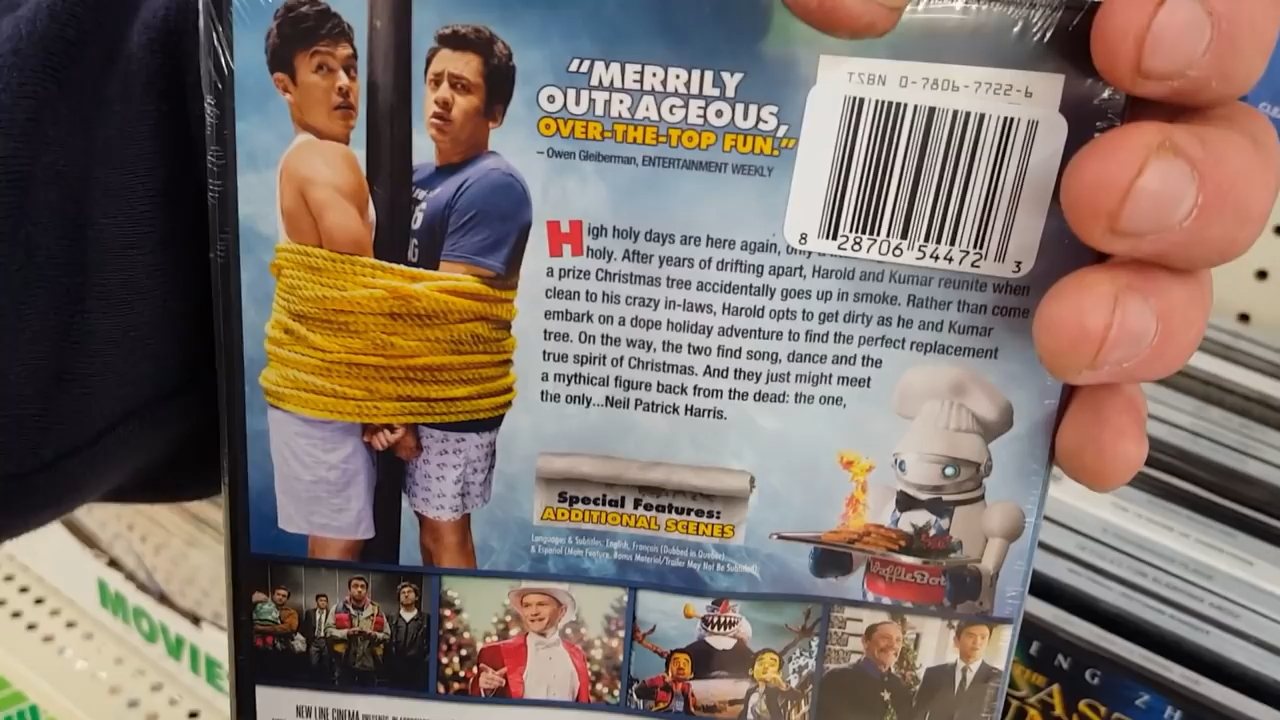 “MERRILY
OUTRAGEOUS,
OVER-THE-TOP FUN.”
– Owen Gleiberman, ENTERTAINMENT WEEKLY
TSBN 0-7806-7722-6
8 28706 54472 3
High holy days are here again, only a
holy. After years of drifting apart, Harold and Kumar reunite when
a prize Christmas tree accidentally goes up in smoke. Rather than come
clean to his crazy in-laws, Harold opts to get dirty as he and Kumar
embark on a dope holiday adventure to find the perfect replacement
tree. On the way, the two find song, dance and the
true spirit of Christmas. And they just might meet
a mythical figure back from the dead: the one,
the only...Neil Patrick Harris.
Special Features:
ADDITIONAL SCENES
Languages & Subtitles: English, Français (Dubbed in Quebec)
& Español (Main Feature. Bonus Material/Trailer May Not Be Subtitled).
WaffleBot
NEW LINE CINEMA PRESENTS
MOVIE
ENG ZH